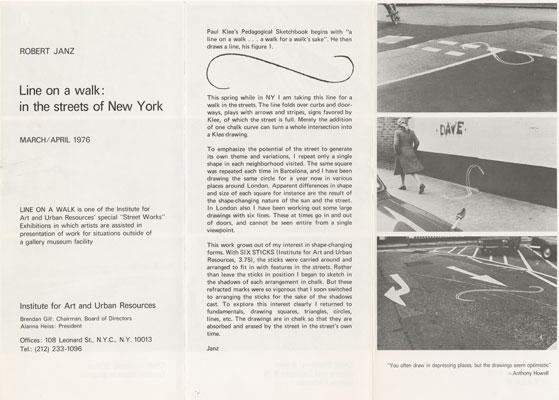 ROBERT JANZ
Line on a walk:
in the streets of New York
MARCH/APRIL 1976
LINE ON A WALK is one of the Institute for
Art and Urban Resources' special "Street Works"
Exhibitions in which artists are assisted in
presentation of work for situations outside of
a gallery museum facility
Institute for Art and Urban Resources
Brendan Gill: Chairman, Board of Directors
Alanna Heiss: President
Offices: 108 Leonard St., N.Y.C., N.Y. 10013
Tel.: (212) 233-1096
Paul Klee's Pedagogical Sketchbook begins with "a
line on a walk . . . a walk for a walk's sake". He then
draws a line, his figure 1.
This spring while in NY I am taking this line for a
walk in the streets. The line folds over curbs and door-
ways, plays with arrows and stripes, signs favored by
Klee, of which the street is full. Merely the addition
of one chalk curve can turn a whole intersection into
a Klee drawing.
To emphasize the potential of the street to generate
its own theme and variations, I repeat only a single
shape in each neighborhood visited. The same square
was repeated each time in Barcelona, and I have been
drawing the same circle for a year now in various
places around London. Apparent differences in shape
and size of each square for instance are the result of
the shape-changing nature of the sun and the street.
In London also I have been working out some large
drawings with six lines. These at times go in and out
of doors, and cannot be seen entire from a single
viewpoint.
This work grows out of my interest in shape-changing
forms. With SIX STICKS (Institute for Art and Urban
Resources, 3.75), the sticks were carried around and
arranged to fit in with features in the streets. Rather
than leave the sticks in position I began to sketch in
the shadows of each arrangement in chalk. But these
refracted marks were so vigorous that I soon switched
to arranging the sticks for the sake of the shadows
cast. To explore this interest clearly I returned to
fundamentals, drawing squares, triangles, circles,
lines, etc. The drawings are in chalk so that they are
absorbed and erased by the street in the street's own
time.
Janz
DAVE
"You often draw in depressing places, but the drawings seem optimistic"
—Anthony Howell